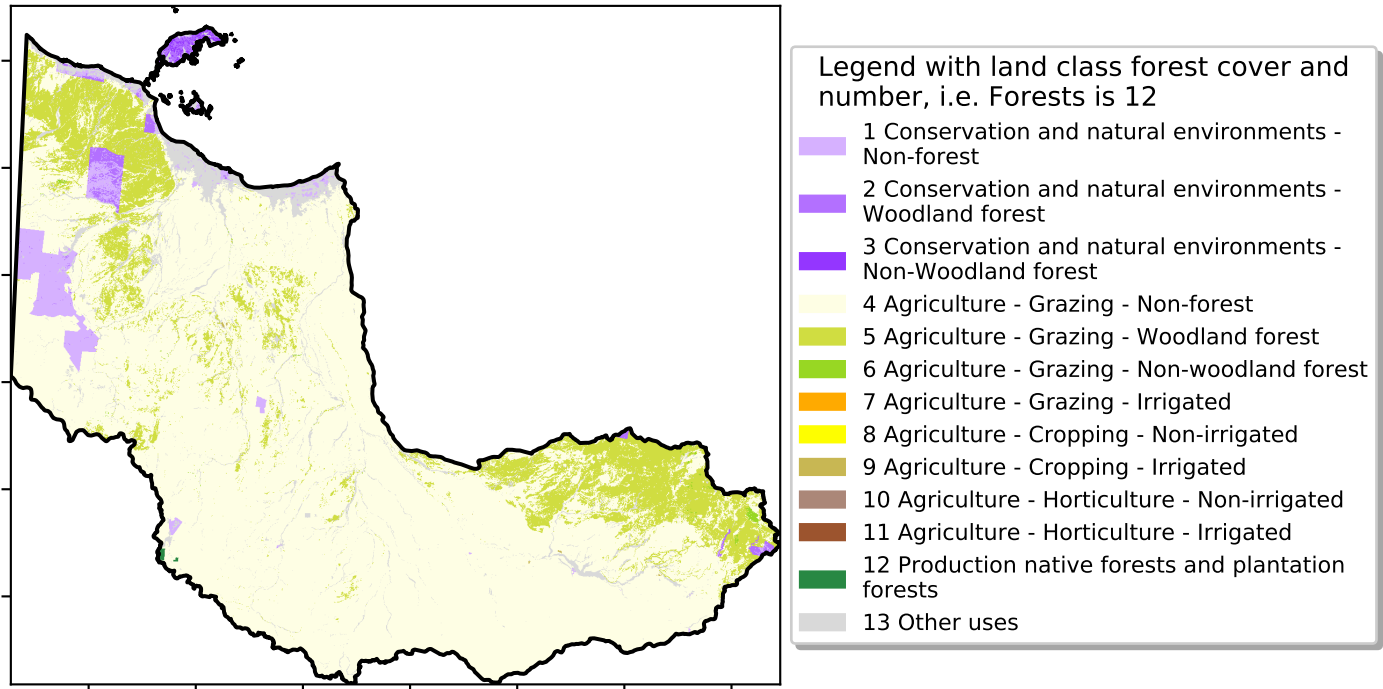 Legend with land class forest cover and
number, i.e. Forests is 12
1 Conservation and natural environments -
Non-forest
2 Conservation and natural environments -
Woodland forest
3 Conservation and natural environments -
Non-Woodland forest
4 Agriculture - Grazing - Non-forest
5 Agriculture - Grazing - Woodland forest
6 Agriculture - Grazing - Non-woodland forest
7 Agriculture - Grazing - Irrigated
8 Agriculture - Cropping - Non-irrigated
9 Agriculture - Cropping - Irrigated
10 Agriculture - Horticulture - Non-irrigated
11 Agriculture - Horticulture - Irrigated
12 Production native forests and plantation
forests
13 Other uses